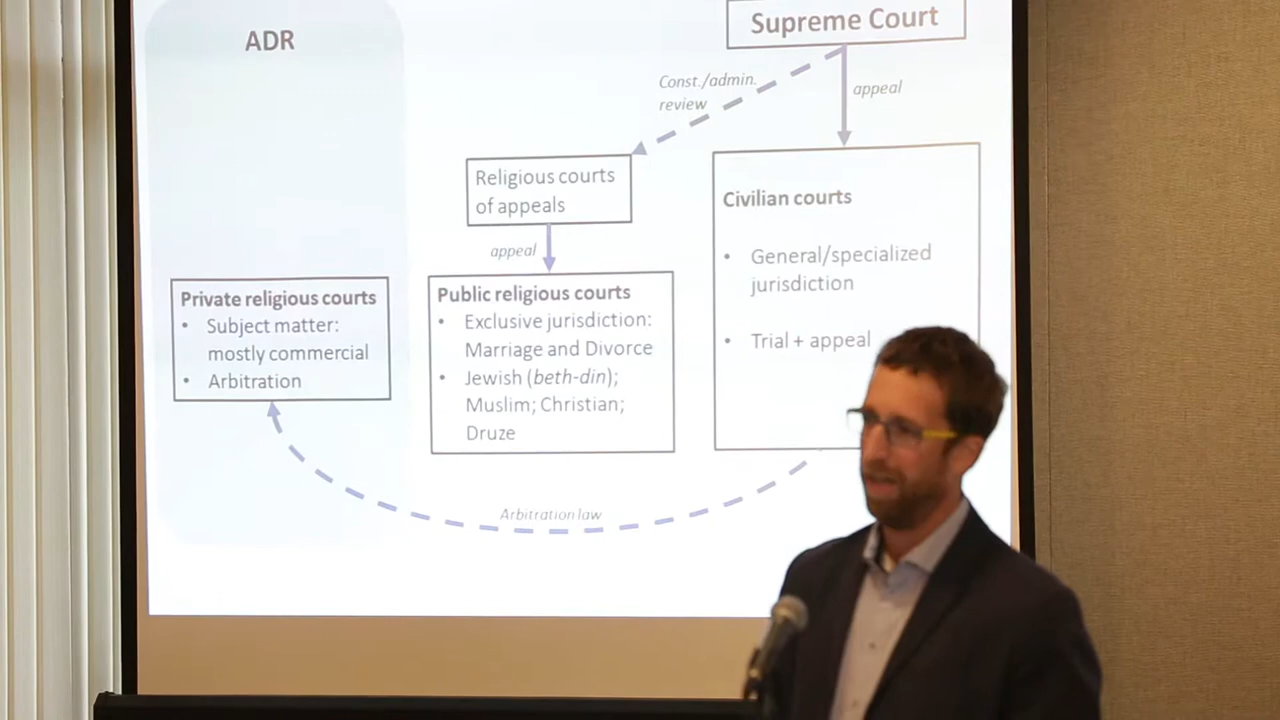 ADR
Supreme Court
Const./admin.
review
appeal
Religious courts
of appeals
appeal
Private religious courts
• Subject matter:
mostly commercial
• Arbitration
Public religious courts
• Exclusive jurisdiction:
Marriage and Divorce
• Jewish (beth-din);
Muslim; Christian;
Druze
Civilian courts
• General/specialized
jurisdiction
• Trial + appeal
Arbitration law